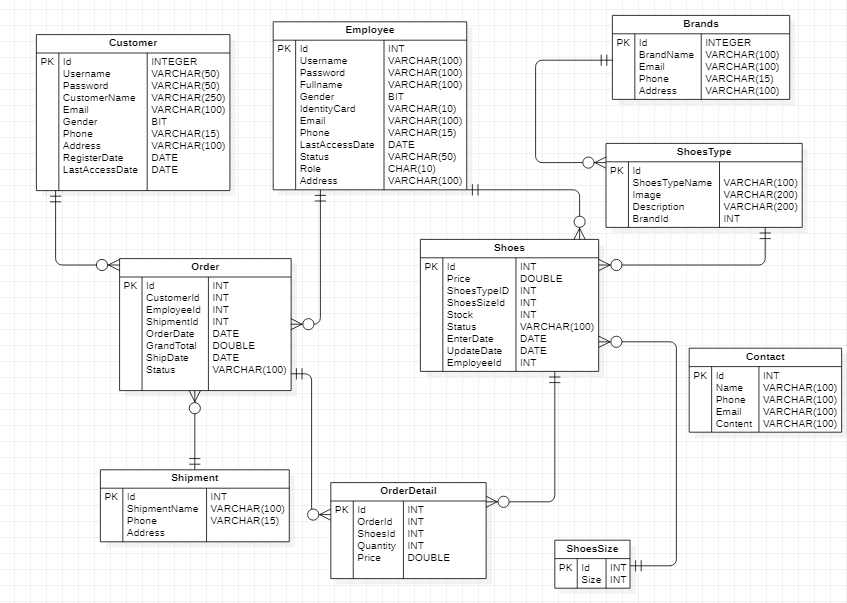 Customer
PK Id INTEGER
Username VARCHAR(50)
Password VARCHAR(50)
CustomerName VARCHAR(250)
Email VARCHAR(100)
Gender BIT
Phone VARCHAR(15)
Address VARCHAR(100)
RegisterDate DATE
LastAccessDate DATE
Employee
PK Id INT
Username VARCHAR(100)
Password VARCHAR(100)
Fullname VARCHAR(100)
Gender BIT
IdentityCard VARCHAR(10)
Email VARCHAR(100)
Phone VARCHAR(15)
LastAccessDate DATE
Status VARCHAR(50)
Role CHAR(10)
Address VARCHAR(100)
Brands
PK Id INTEGER
BrandName VARCHAR(100)
Email VARCHAR(100)
Phone VARCHAR(15)
Address VARCHAR(100)
ShoesType
PK Id
ShoesTypeName VARCHAR(100)
Image VARCHAR(200)
Description VARCHAR(200)
BrandId INT
Order
PK Id INT
CustomerId INT
EmployeeId INT
ShipmentId INT
OrderDate DATE
GrandTotal DOUBLE
ShipDate DATE
Status VARCHAR(100)
Shoes
PK Id INT
Price DOUBLE
ShoesTypeID INT
ShoesSizeId INT
Stock INT
Status VARCHAR(100)
EnterDate DATE
UpdateDate DATE
EmployeeId INT
Contact
PK Id INT
Name VARCHAR(100)
Phone VARCHAR(100)
Email VARCHAR(100)
Content VARCHAR(100)
Shipment
PK Id INT
ShipmentName VARCHAR(100)
Phone VARCHAR(15)
Address
OrderDetail
PK Id INT
OrderId INT
ShoesId INT
Quantity INT
Price DOUBLE
ShoesSize
PK Id INT
Size INT